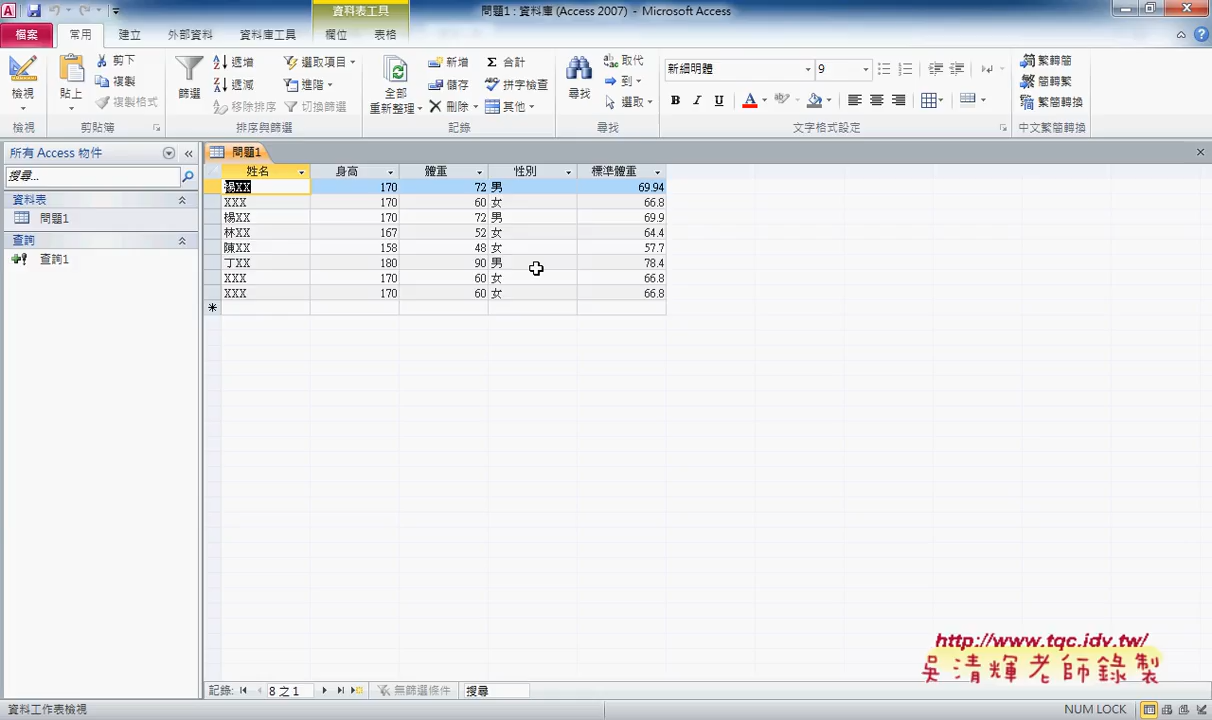 資料表工具
問題1 : 資料庫 (Access 2007) - Microsoft Access
檔案 常用 建立 外部資料 資料庫工具 欄位 表格
檢視 貼上 剪下 複製 複製格式 篩選 遞增 遞減 移除排序 選取項目 進階 切換篩選 全部重新整理 新增 儲存 刪除 合計 拼字檢查 其他 尋找 取代 到 選取 新細明體 9 B I U A 繁轉簡 簡轉繁 繁簡轉換
檢視 剪貼簿 排序與篩選 記錄 尋找 文字格式設定 中文繁簡轉換
所有 Access 物件
搜尋...
資料表
問題1
查詢
查詢1
問題1
姓名 身高 體重 性別 標準體重
楊XX 170 72 男 69.94
XXX 170 60 女 66.8
楊XX 170 72 男 69.9
林XX 167 52 女 64.4
陳XX 158 48 女 57.7
丁XX 180 90 男 78.4
XXX 170 60 女 66.8
XXX 170 60 女 66.8
http://www.tqc.idv.tw/
吳清輝老師錄製
記錄: 8 之 1 無篩選條件 搜尋
資料工作表檢視 NUM LOCK